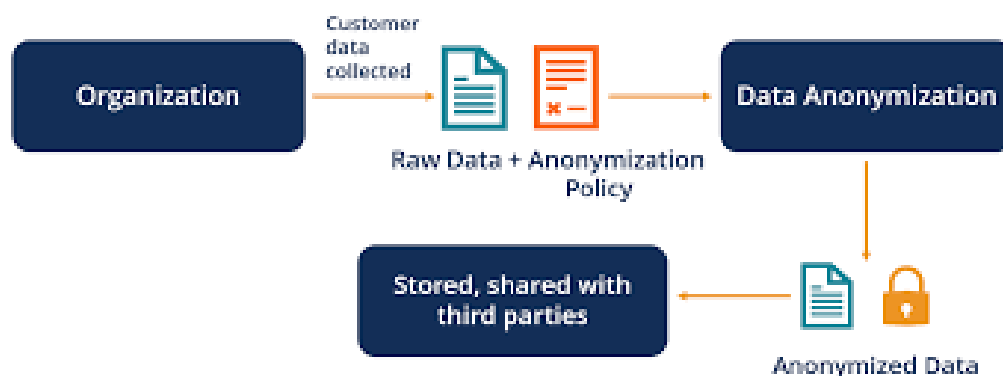 Customer
data
collected
Organization
Data Anonymization
Raw Data + Anonymization
Policy
Stored, shared with
third parties
Anonymized Data